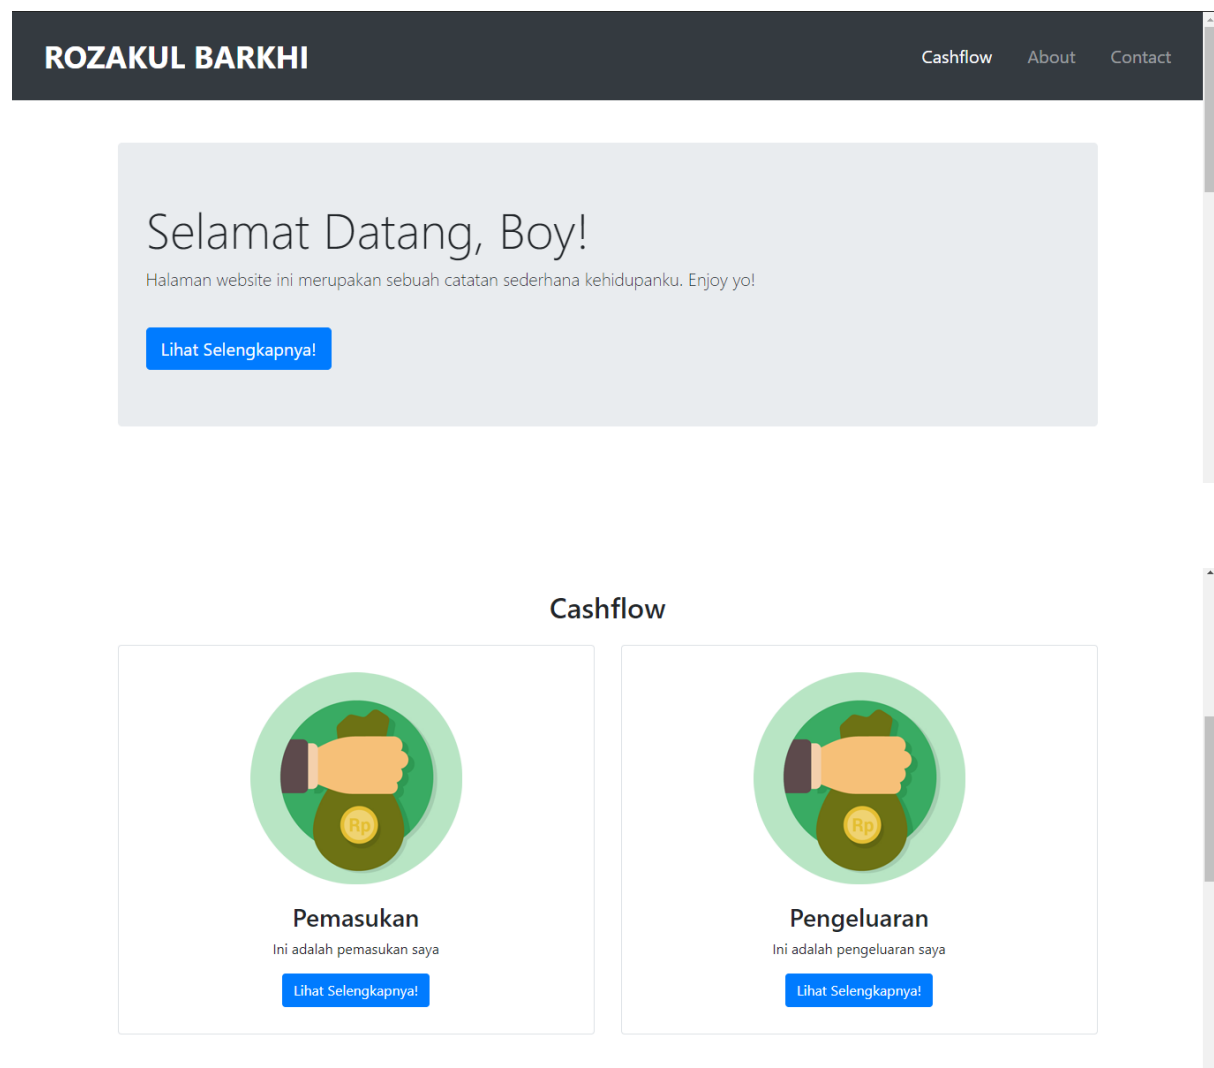 ROZAKUL BARKHI
Cashflow About Contact
Selamat Datang, Boy!
Halaman website ini merupakan sebuah catatan sederhana kehidupanku. Enjoy yo!
Lihat Selengkapnya!
Cashflow
Rp
Pemasukan
Ini adalah pemasukan saya
Lihat Selengkapnya!
Rp
Pengeluaran
Ini adalah pengeluaran saya
Lihat Selengkapnya!